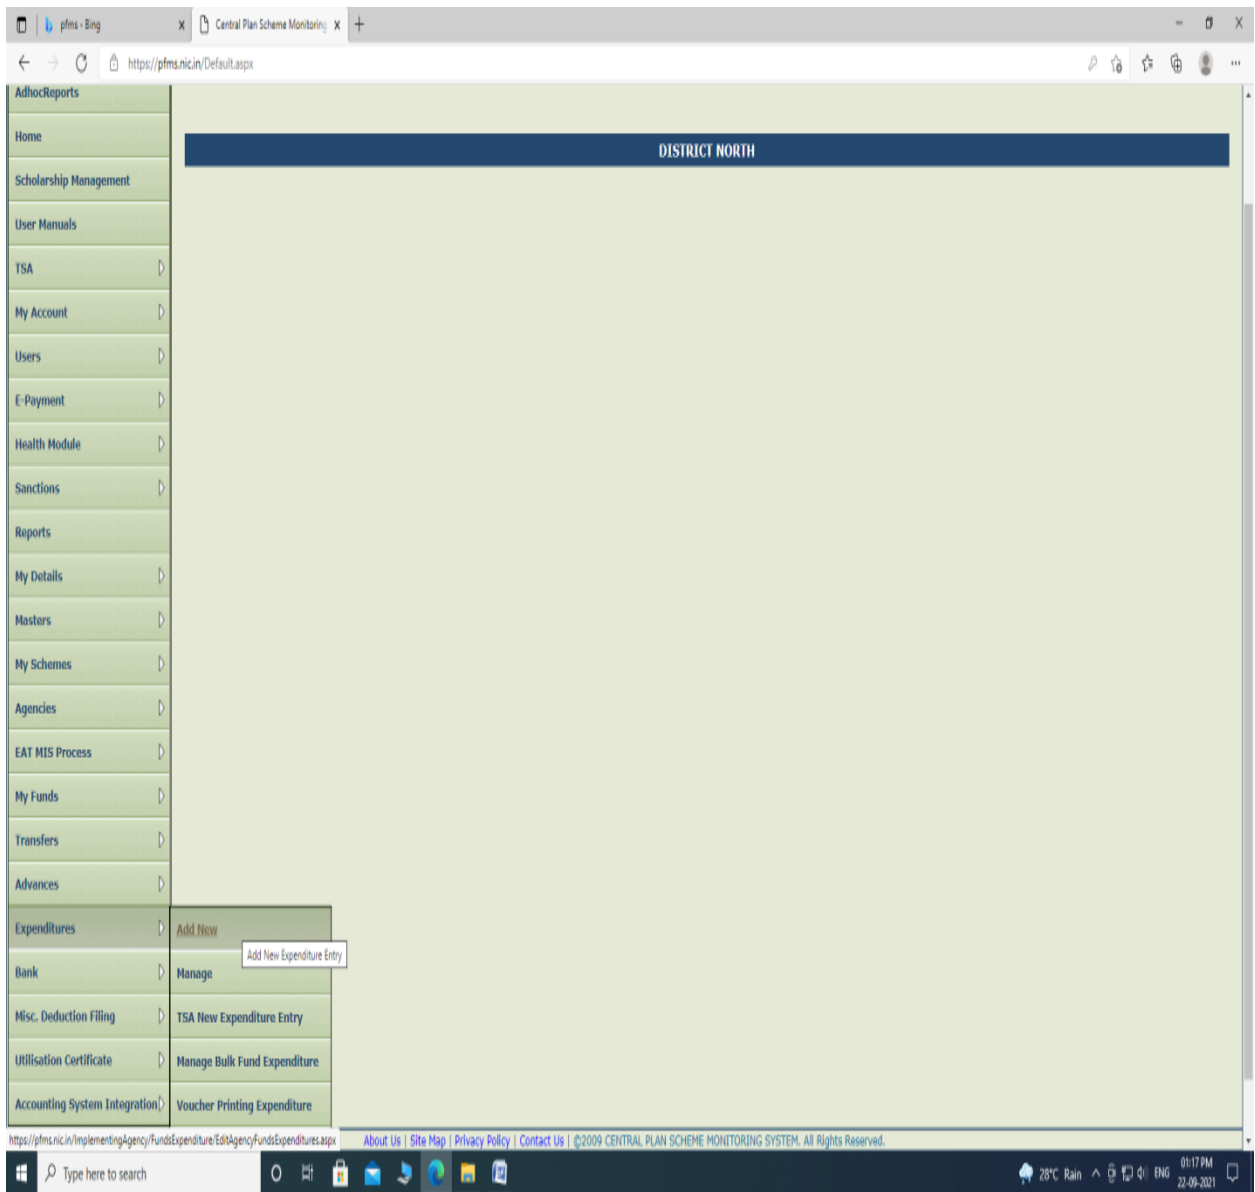 pfms - Bing
Central Plan Scheme Monitoring
https://pfms.nic.in/Default.aspx
AdhocReports
Home
DISTRICT NORTH
Scholarship Management
User Manuals
TSA
My Account
Users
E-Payment
Health Module
Sanctions
Reports
My Details
Masters
My Schemes
Agencies
EAT MIS Process
My Funds
Transfers
Advances
Expenditures
Add New
Add New Expenditure Entry
Bank
Manage
Misc. Deduction Filing
TSA New Expenditure Entry
Utilisation Certificate
Manage Bulk Fund Expenditure
Accounting System Integration
Voucher Printing Expenditure
https://pfms.nic.in/ImplementingAgency/FundsExpenditure/EditAgencyFundsExpenditures.aspx
About Us | Site Map | Privacy Policy | Contact Us | ©2009 CENTRAL PLAN SCHEME MONITORING SYSTEM. All Rights Reserved.
Type here to search
28°C Rain
ENG
01:17 PM
22-09-2021